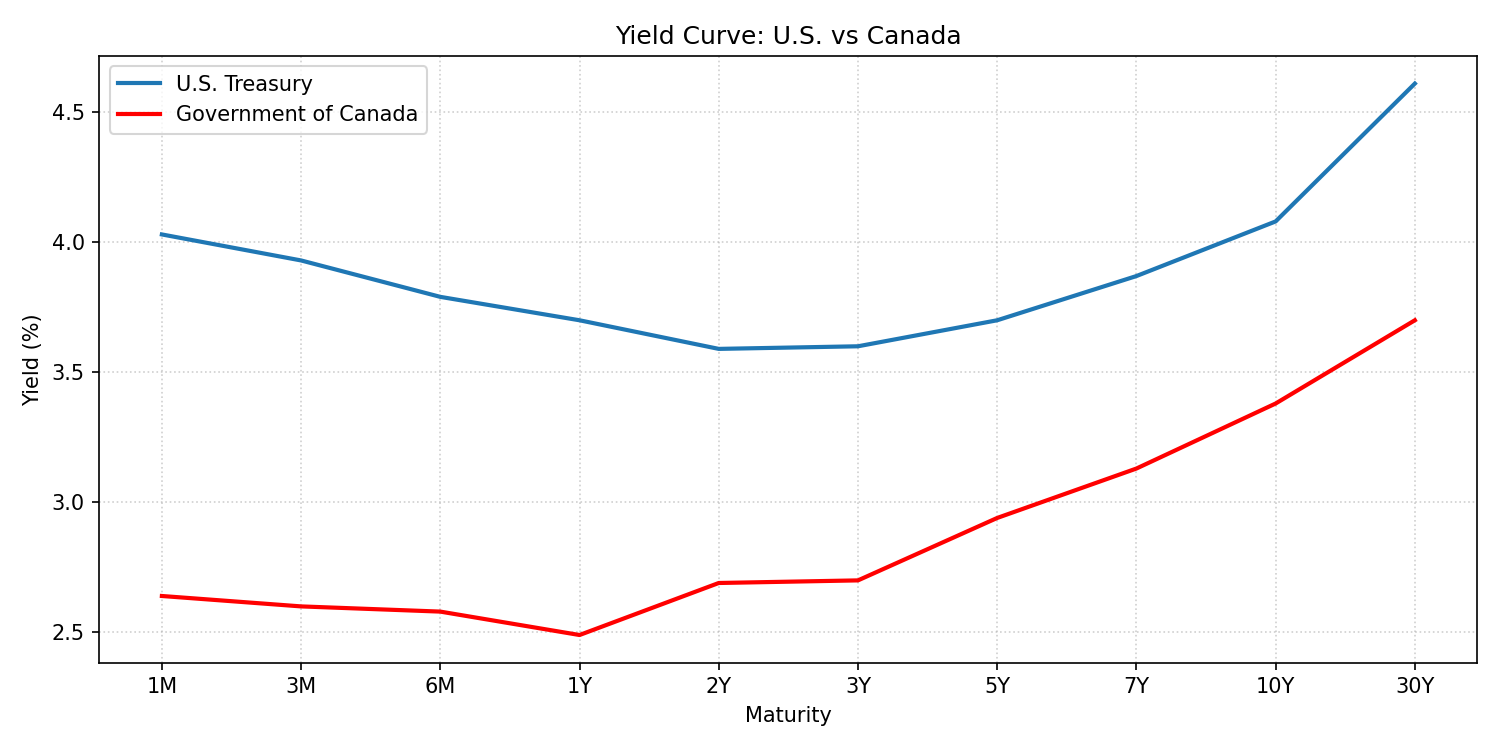 Yield Curve: U.S. vs Canada
U.S. Treasury
Government of Canada
4.5
4.0
3.5
3.0
2.5
Yield (%)
1M 3M 6M 1Y 2Y 3Y 5Y 7Y 10Y 30Y
Maturity